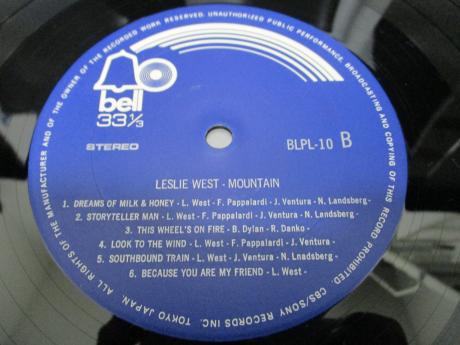 ALL RIGHTS OF THE MANUFACTURER AND OF THE OWNER OF THE RECORDED WORK RESERVED. UNAUTHORIZED PUBLIC PERFORMANCE, BROADCASTING AND COPYING OF THIS RECORD PROHIBITED. CBS/SONY RECORDS INC. TOKYO JAPAN.
bell
33 1/3
STEREO
BLPL-10 B
LESLIE WEST - MOUNTAIN
1. DREAMS OF MILK & HONEY - L. West - F. Pappalardi - J. Ventura - N. Landsberg -
2. STORYTELLER MAN - L. West - F. Pappalardi - J. Ventura - N. Landsberg -
3. THIS WHEEL'S ON FIRE - B. Dylan - R. Danko -
4. LOOK TO THE WIND - L. West - F. Pappalardi - J. Ventura -
5. SOUTHBOUND TRAIN - L. West - J. Ventura - N. Lnadsberg -
6. BECAUSE YOU ARE MY FRIEND - L. West -